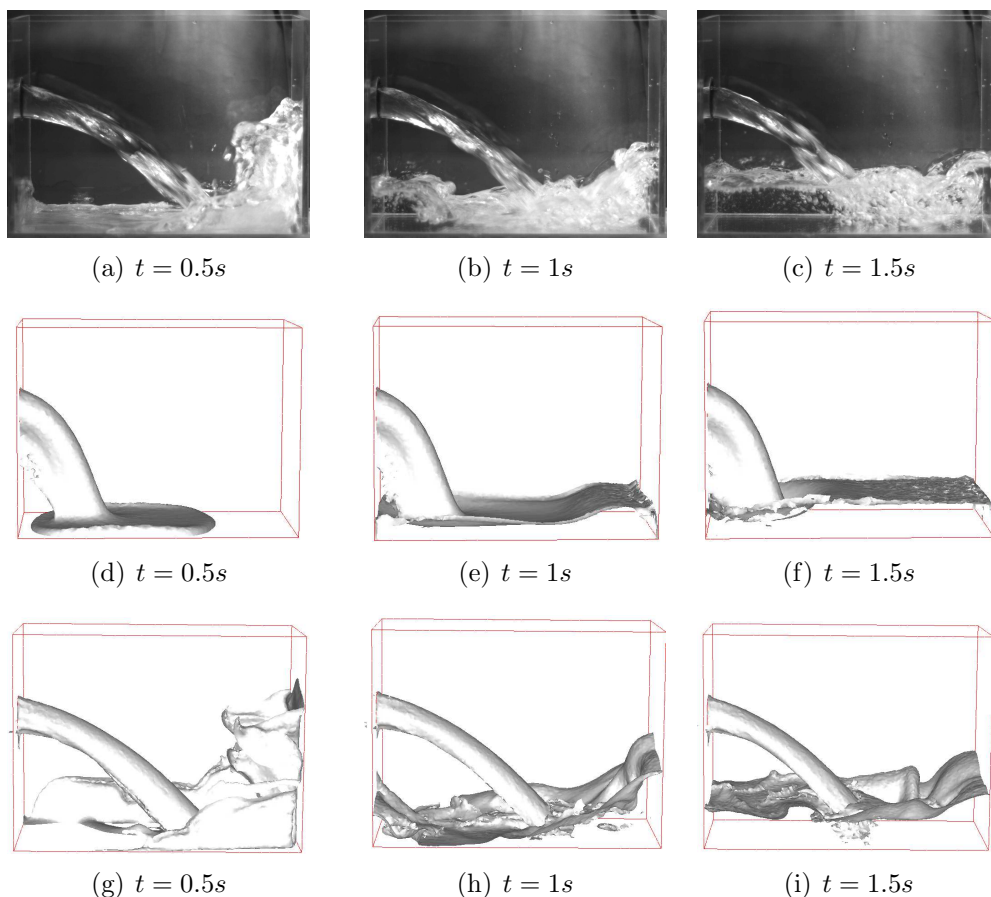 (a) t = 0.5s
(b) t = 1s
(c) t = 1.5s
(d) t = 0.5s
(e) t = 1s
(f) t = 1.5s
(g) t = 0.5s
(h) t = 1s
(i) t = 1.5s